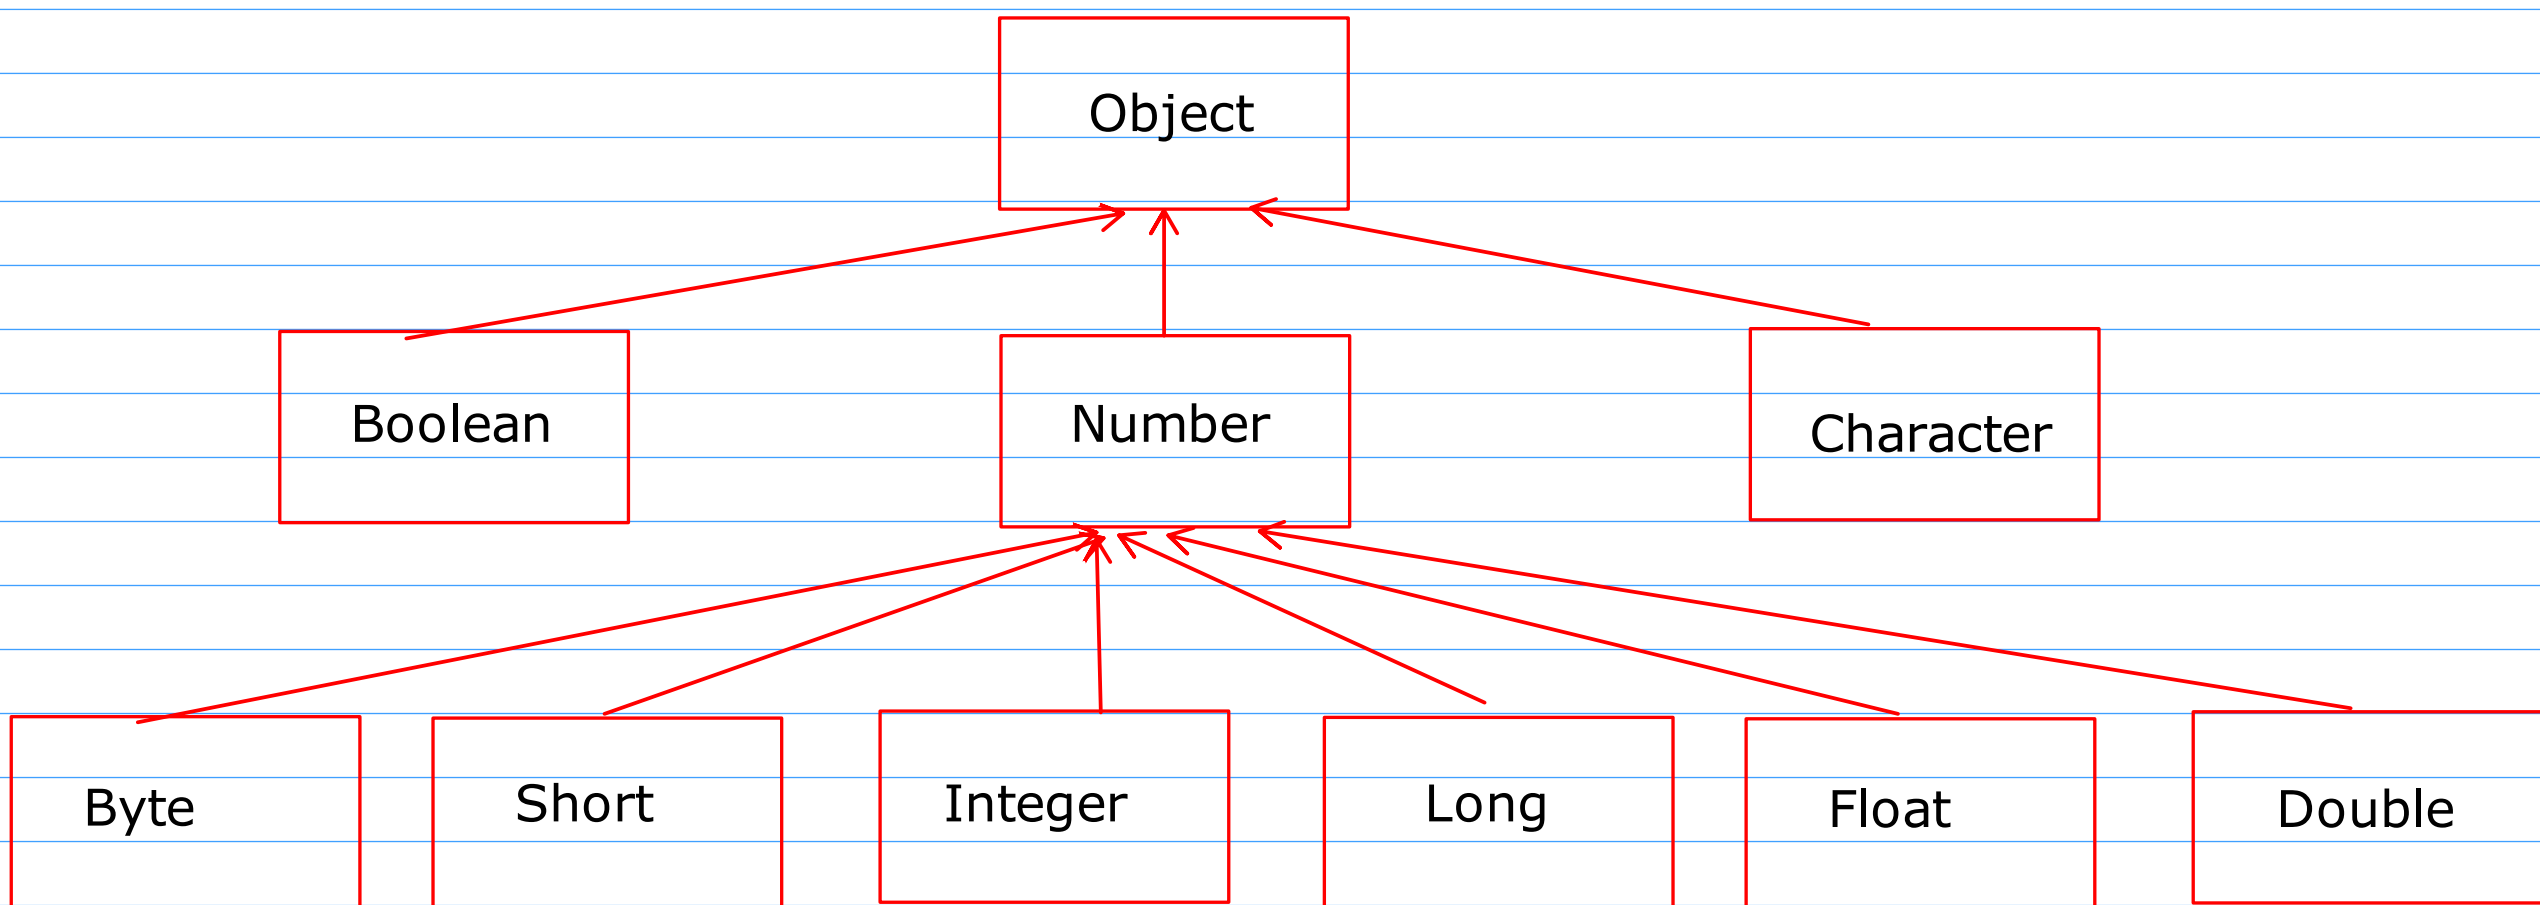 Object
Boolean
Number
Character
Byte
Short
Integer
Long
Float
Double